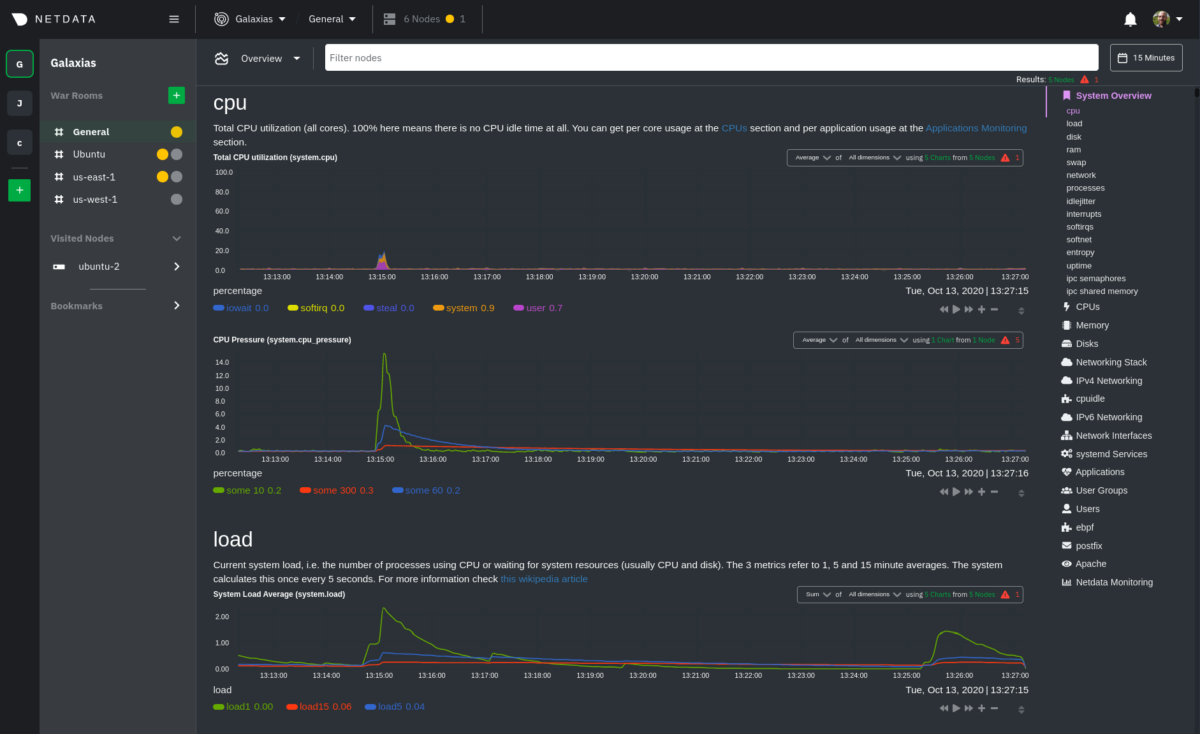 NETDATA
Galaxias
General
6 Nodes 1
G
J
c
+
Galaxias
War Rooms
+
General
Ubuntu
us-east-1
us-west-1
Visited Nodes
ubuntu-2
Bookmarks
Overview
Filter nodes
15 Minutes
Results: 5 Nodes 1
cpu
Total CPU utilization (all cores). 100% here means there is no CPU idle time at all. You can get per core usage at the CPUs section and per application usage at the Applications Monitoring
section.
Total CPU utilization (system.cpu)
Average of All dimensions using 5 Charts from 5 Nodes 1
100.0
80.0
60.0
40.0
20.0
0.0
13:13:00 13:14:00 13:15:00 13:16:00 13:17:00 13:18:00 13:19:00 13:20:00 13:21:00 13:22:00 13:23:00 13:24:00 13:25:00 13:26:00 13:27:00
percentage
Tue, Oct 13, 2020 | 13:27:15
iowait 0.0 softirq 0.0 steal 0.0 system 0.9 user 0.7
CPU Pressure (system.cpu_pressure)
Average of All dimensions using 1 Chart from 1 Node 5
14.0
12.0
10.0
8.0
6.0
4.0
2.0
0.0
13:13:00 13:14:00 13:15:00 13:16:00 13:17:00 13:18:00 13:19:00 13:20:00 13:21:00 13:22:00 13:23:00 13:24:00 13:25:00 13:26:00 13:27:00
percentage
Tue, Oct 13, 2020 | 13:27:16
some 10 0.2 some 300 0.3 some 60 0.2
load
Current system load, i.e. the number of processes using CPU or waiting for system resources (usually CPU and disk). The 3 metrics refer to 1, 5 and 15 minute averages. The system
calculates this once every 5 seconds. For more information check this wikipedia article
System Load Average (system.load)
Sum of All dimensions using 5 Charts from 5 Nodes 1
2.00
1.00
0.00
13:13:00 13:14:00 13:15:00 13:16:00 13:17:00 13:18:00 13:19:00 13:20:00 13:21:00 13:22:00 13:23:00 13:24:00 13:25:00 13:26:00 13:27:00
load
Tue, Oct 13, 2020 | 13:27:15
load1 0.00 load15 0.06 load5 0.04
System Overview
cpu
load
disk
ram
swap
network
processes
idlejitter
interrupts
softirqs
softnet
entropy
uptime
ipc semaphores
ipc shared memory
CPUs
Memory
Disks
Networking Stack
IPv4 Networking
cpuidle
IPv6 Networking
Network Interfaces
systemd Services
Applications
User Groups
Users
ebpf
postfix
Apache
Netdata Monitoring